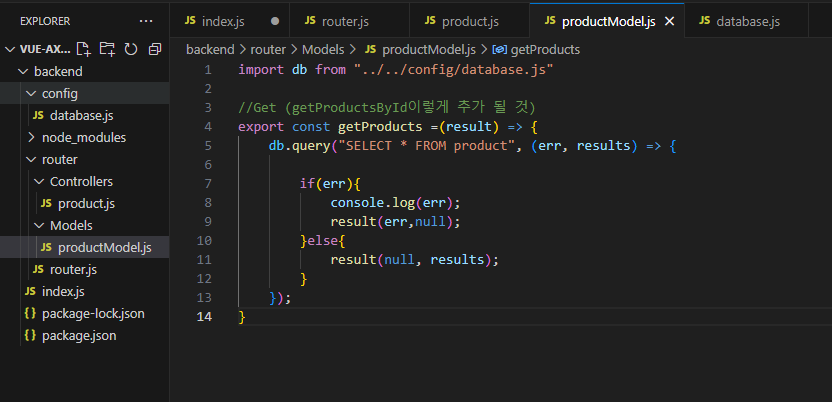 EXPLORER
VUE-AX...
backend
config
JS database.js
node_modules
router
Controllers
JS product.js
Models
JS productModel.js
JS router.js
JS index.js
{} package-lock.json
{} package.json
JS index.js
JS router.js
JS product.js
JS productModel.js
JS database.js
backend > router > Models > JS productModel.js > getProducts
1 import db from "../../config/database.js"
2
3 //Get (getProductsById이렇게 추가 될 것)
4 export const getProducts =(result) => {
5 db.query("SELECT * FROM product", (err, results) => {
6
7 if(err){
8 console.log(err);
9 result(err,null);
10 }else{
11 result(null, results);
12 }
13 });
14 }